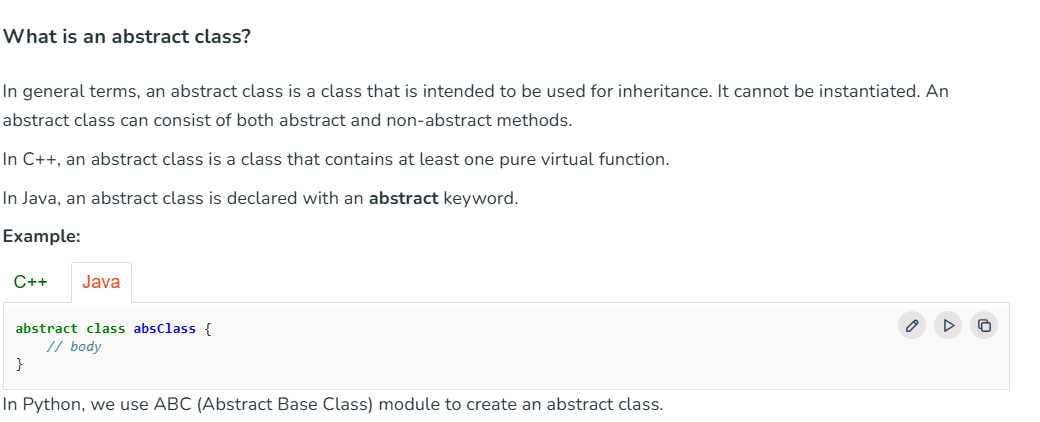 What is an abstract class?
In general terms, an abstract class is a class that is intended to be used for inheritance. It cannot be instantiated. An
abstract class can consist of both abstract and non-abstract methods.
In C++, an abstract class is a class that contains at least one pure virtual function.
In Java, an abstract class is declared with an abstract keyword.
Example:
C++ Java
abstract class absClass {
    // body
}
In Python, we use ABC (Abstract Base Class) module to create an abstract class.